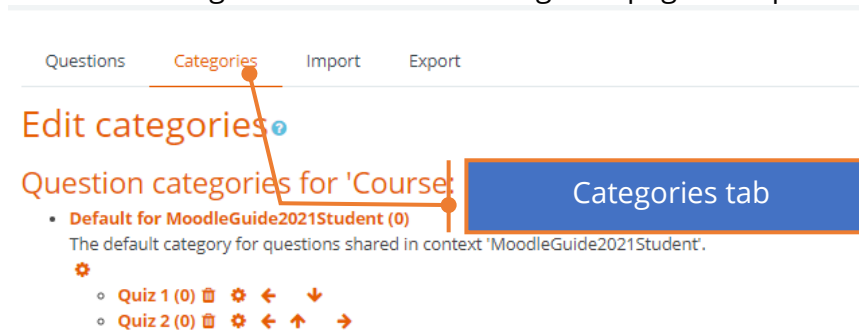 Questions Categories Import Export
Edit categories
Question categories for 'Course:
Categories tab
Default for MoodleGuide2021Student (0)
The default category for questions shared in context 'MoodleGuide2021Student'.
Quiz 1 (0)
Quiz 2 (0)